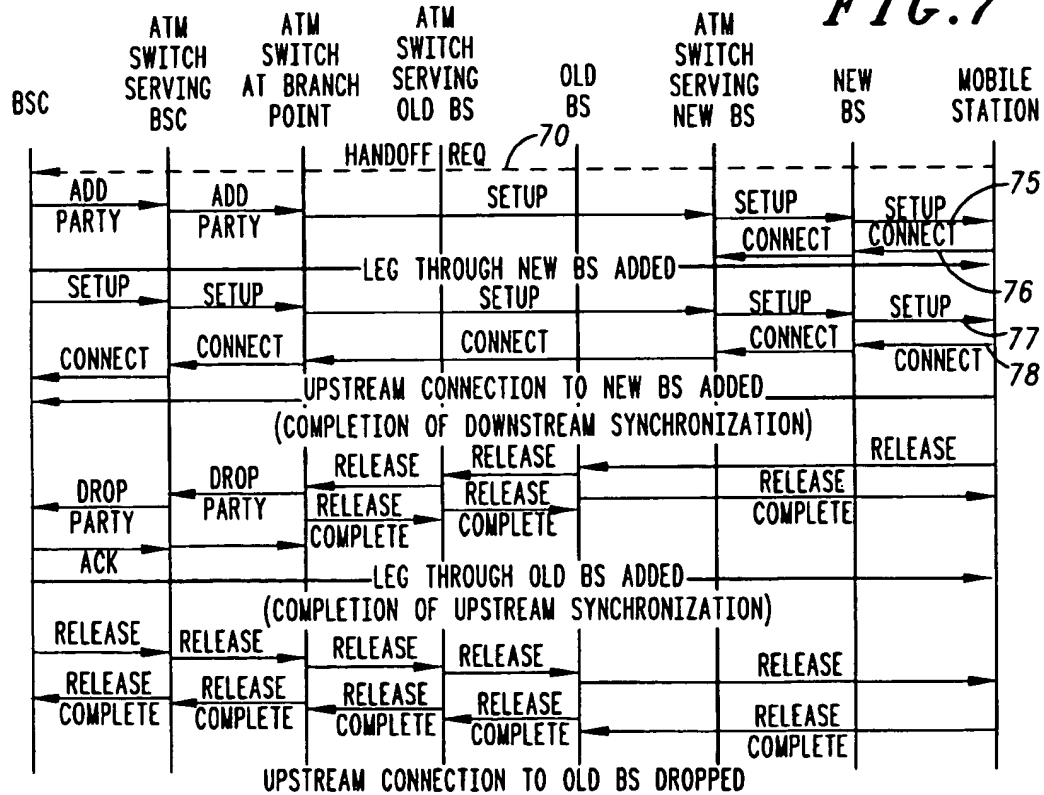 FIG.7
BSC
ATM
SWITCH
SERVING
BSC
ATM
SWITCH
AT BRANCH
POINT
ATM
SWITCH
SERVING
OLD BS
OLD
BS
ATM
SWITCH
SERVING
NEW BS
NEW
BS
MOBILE
STATION
HANDOFF REQ
70
ADD
PARTY
ADD
PARTY
SETUP
SETUP
SETUP
75
CONNECT
CONNECT
LEG THROUGH NEW BS ADDED
76
SETUP
SETUP
SETUP
SETUP
SETUP
77
CONNECT
CONNECT
CONNECT
CONNECT
CONNECT
78
UPSTREAM CONNECTION TO NEW BS ADDED
(COMPLETION OF DOWNSTREAM SYNCHRONIZATION)
RELEASE
RELEASE
RELEASE
DROP
PARTY
DROP
PARTY
RELEASE
COMPLETE
RELEASE
COMPLETE
RELEASE
COMPLETE
ACK
LEG THROUGH OLD BS ADDED
(COMPLETION OF UPSTREAM SYNCHRONIZATION)
RELEASE
RELEASE
RELEASE
RELEASE
RELEASE
RELEASE
COMPLETE
RELEASE
COMPLETE
RELEASE
COMPLETE
RELEASE
COMPLETE
RELEASE
COMPLETE
UPSTREAM CONNECTION TO OLD BS DROPPED